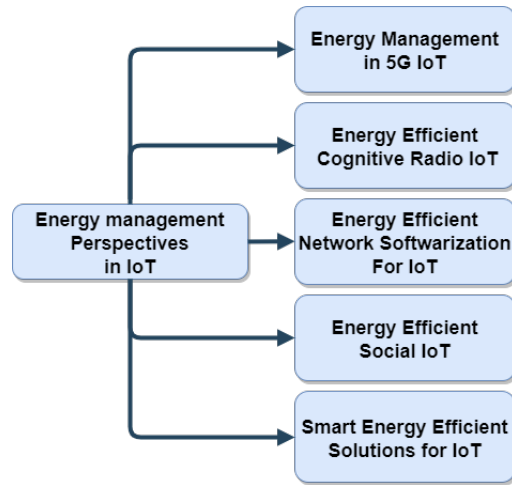 Energy Management
in 5G IoT
Energy Efficient
Cognitive Radio IoT
Energy management
Perspectives
in IoT
Energy Efficient
Network Softwarization
For IoT
Energy Efficient
Social IoT
Smart Energy Efficient
Solutions for IoT